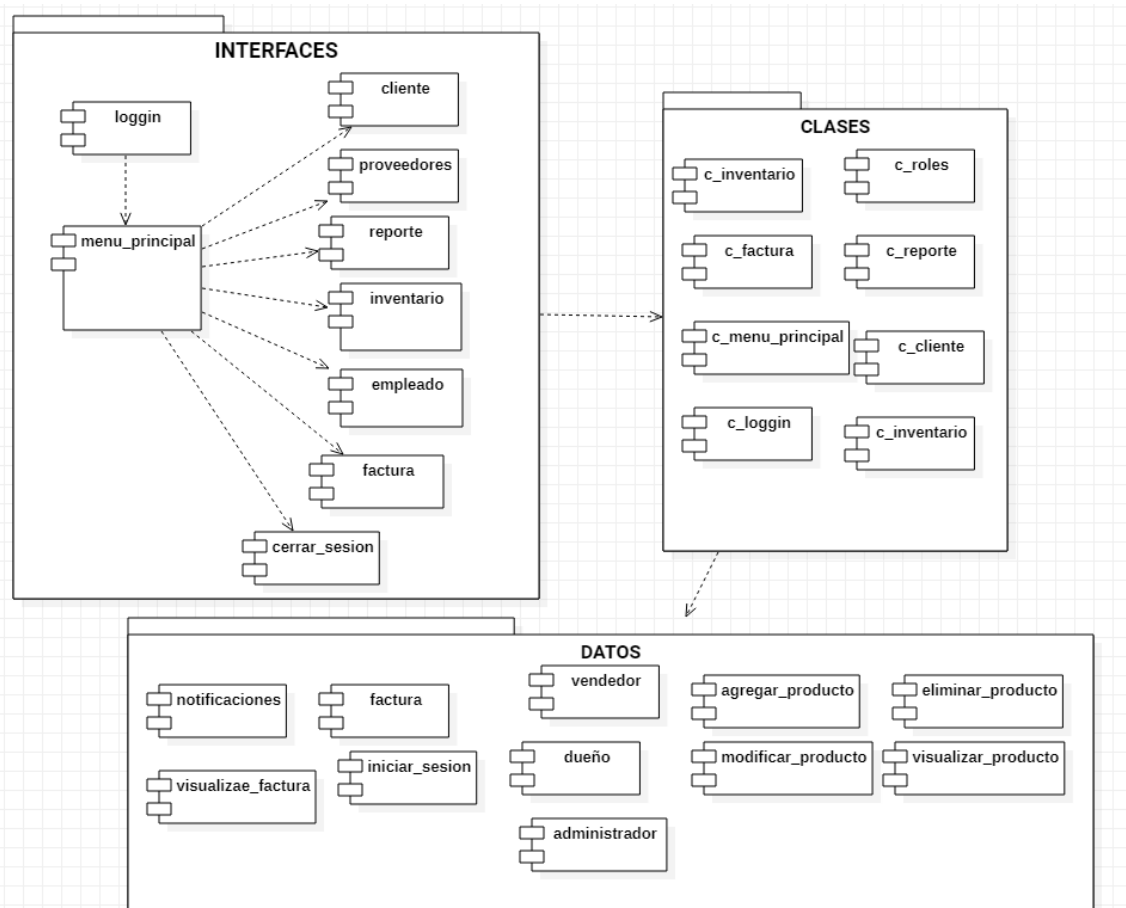 INTERFACES
loggin
cliente
proveedores
menu_principal
reporte
inventario
empleado
factura
cerrar_sesion
CLASES
c_inventario
c_roles
c_factura
c_reporte
c_menu_principal
c_cliente
c_loggin
c_inventario
DATOS
notificaciones
factura
vendedor
agregar_producto
eliminar_producto
visualizae_factura
iniciar_sesion
dueño
modificar_producto
visualizar_producto
administrador